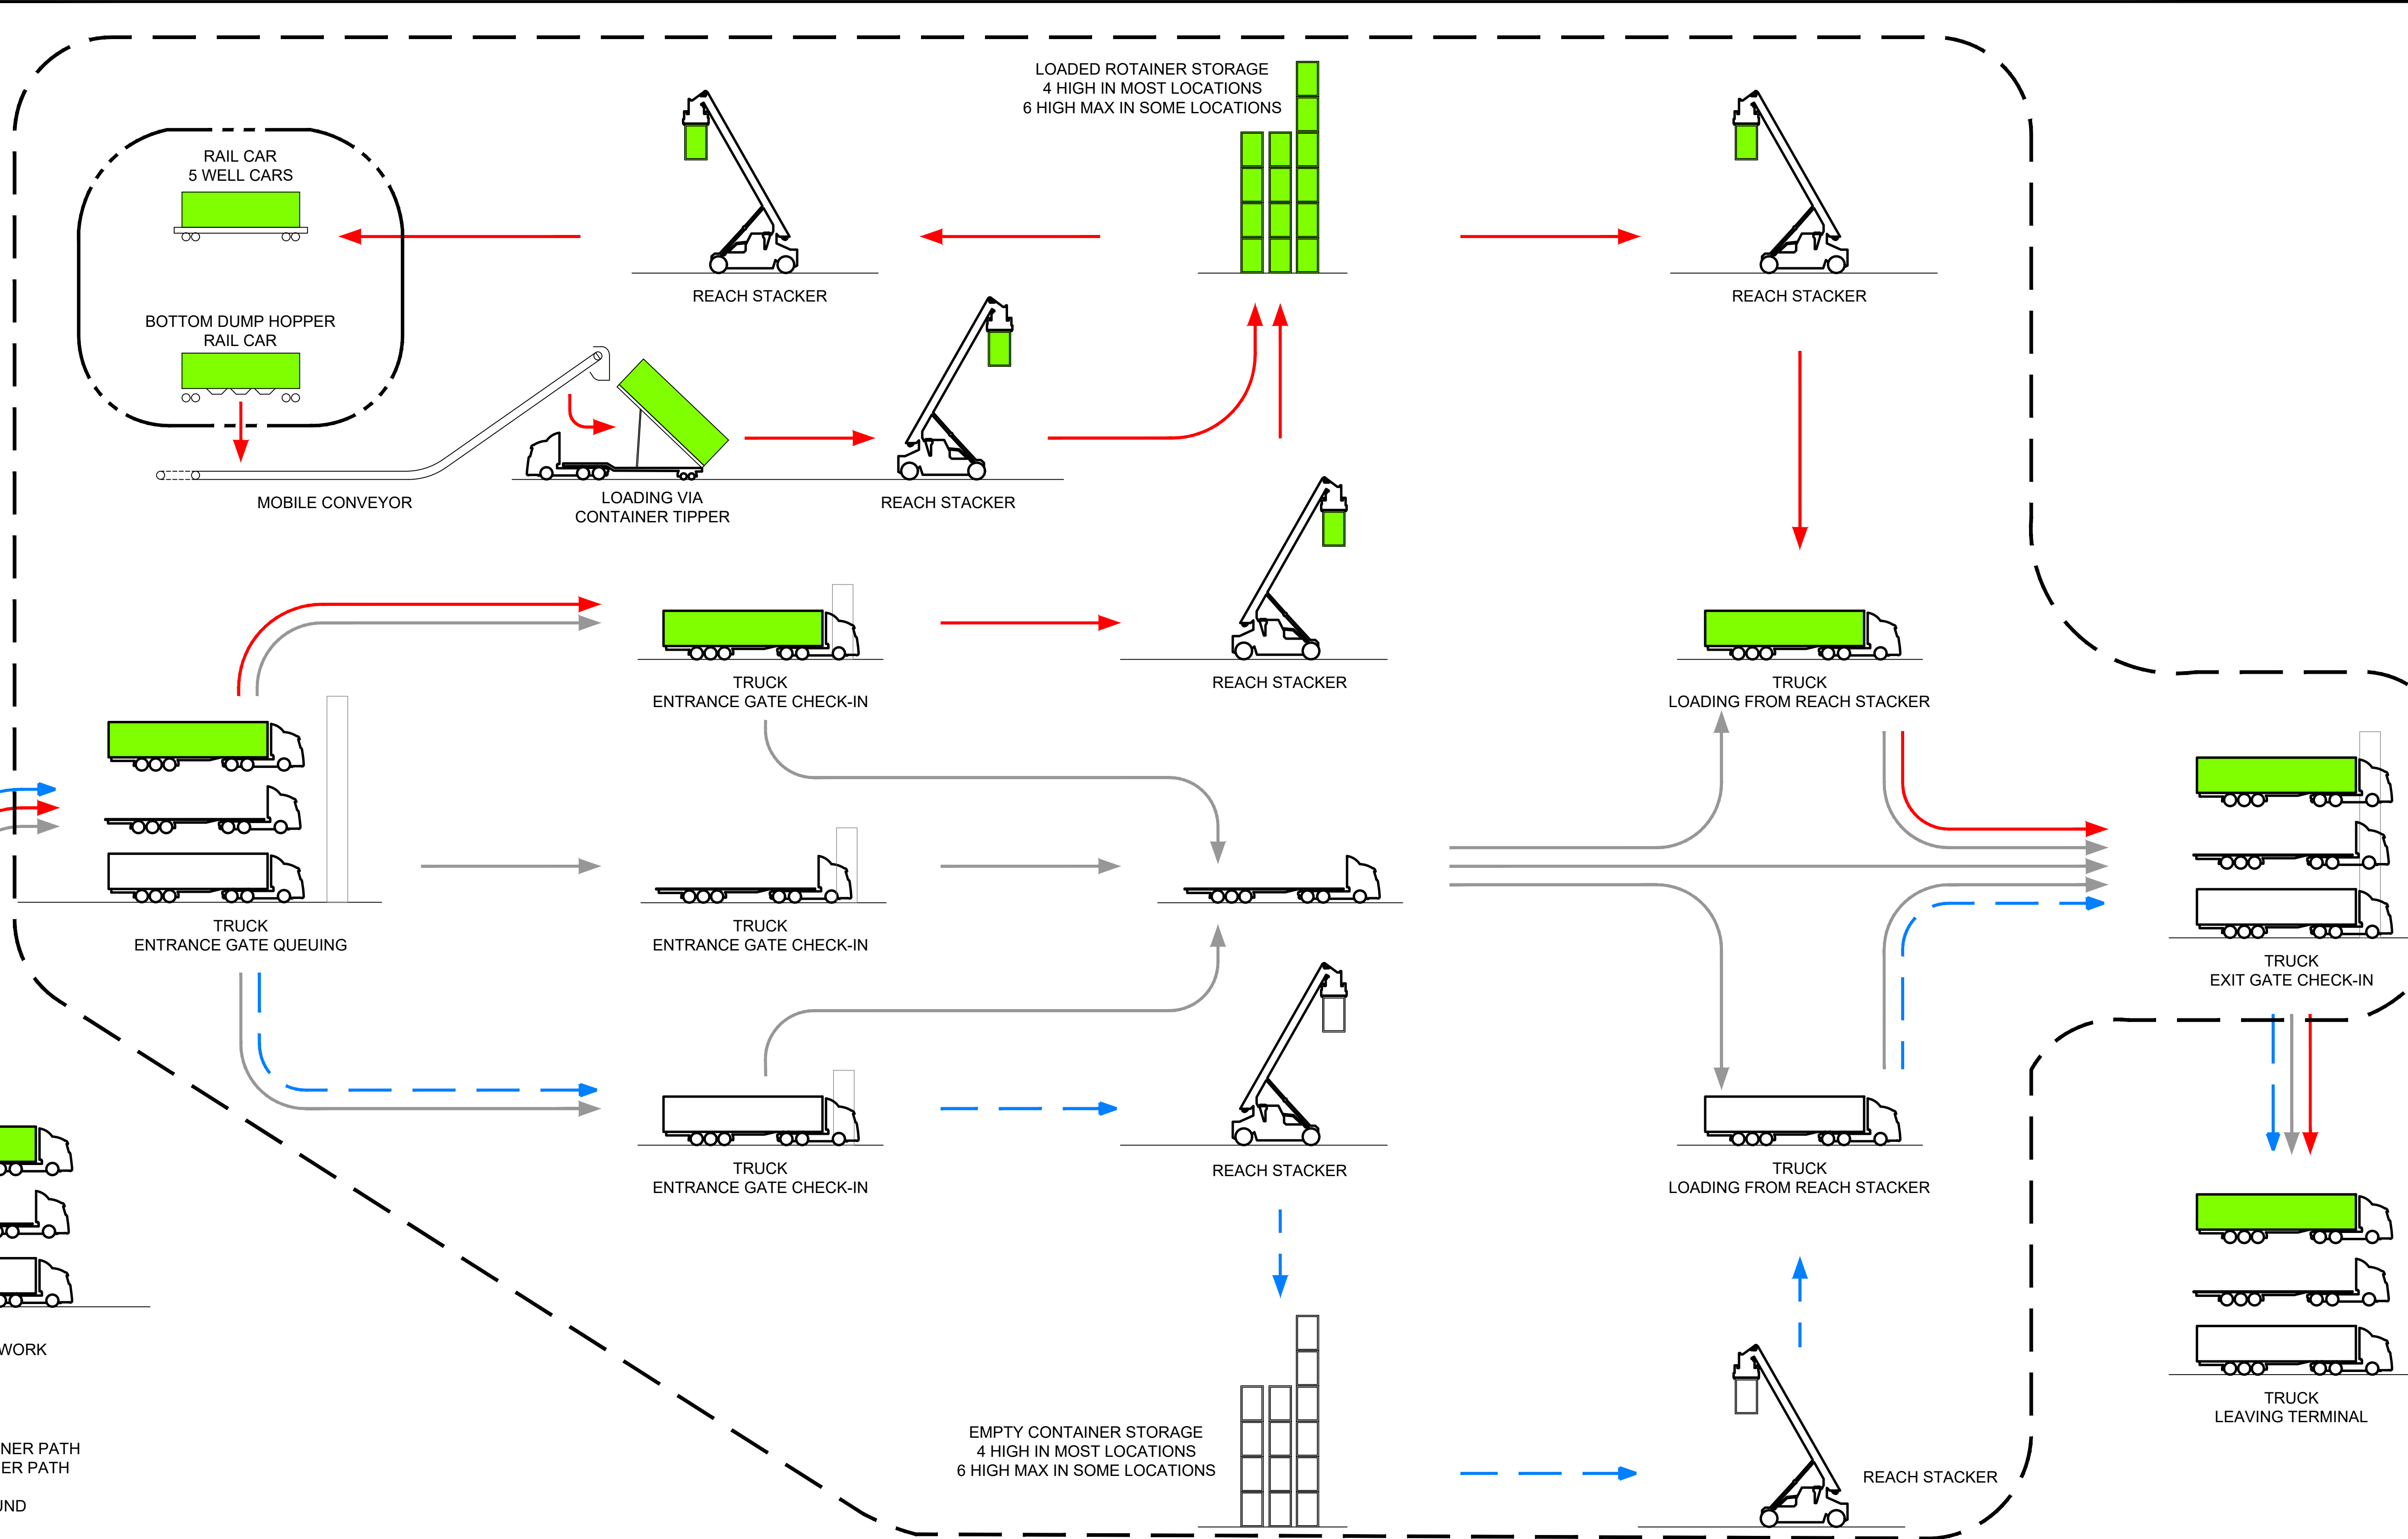 LOADED ROTAINER STORAGE
4 HIGH IN MOST LOCATIONS
6 HIGH MAX IN SOME LOCATIONS
RAIL CAR
5 WELL CARS
REACH STACKER
REACH STACKER
BOTTOM DUMP HOPPER
RAIL CAR
MOBILE CONVEYOR
LOADING VIA
CONTAINER TIPPER
REACH STACKER
TRUCK
ENTRANCE GATE CHECK-IN
REACH STACKER
TRUCK
LOADING FROM REACH STACKER
TRUCK
ENTRANCE GATE QUEUING
TRUCK
ENTRANCE GATE CHECK-IN
TRUCK
EXIT GATE CHECK-IN
TRUCK
ENTRANCE GATE CHECK-IN
REACH STACKER
TRUCK
LOADING FROM REACH STACKER
WORK
TRUCK
LEAVING TERMINAL
EMPTY CONTAINER STORAGE
4 HIGH IN MOST LOCATIONS
6 HIGH MAX IN SOME LOCATIONS
REACH STACKER
NER PATH
ER PATH
UND